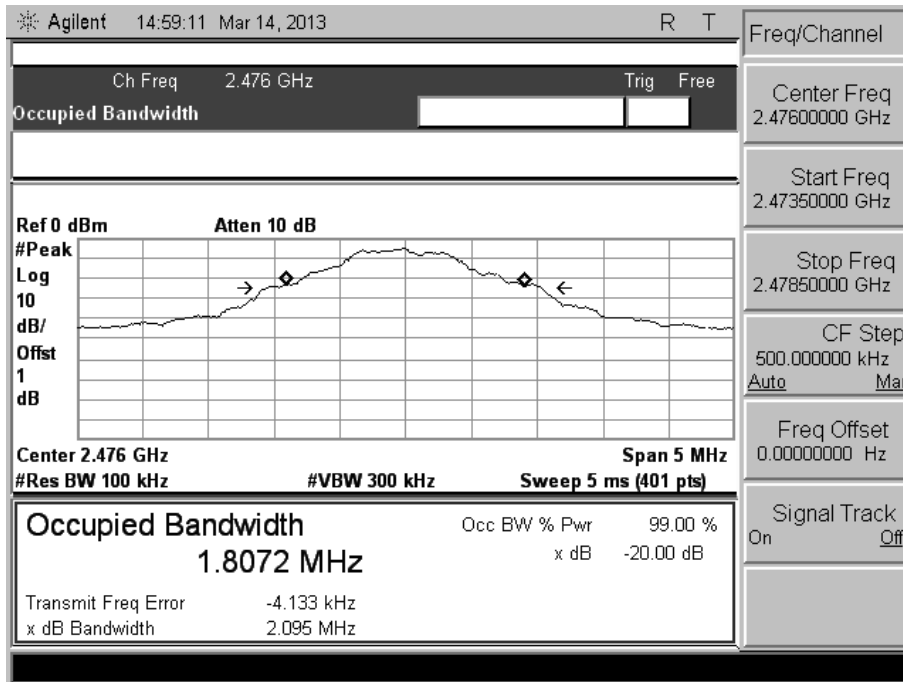 Agilent 14:59:11 Mar 14, 2013 R T
Freq/Channel
Ch Freq 2.476 GHz Trig Free
Occupied Bandwidth
Center Freq
2.47600000 GHz
Start Freq
2.47350000 GHz
Stop Freq
2.47850000 GHz
CF Step
500.000000 kHz
Auto Ma
Freq Offset
0.00000000 Hz
Signal Track
On Off
Ref 0 dBm Atten 10 dB
#Peak
Log
10
dB/
Offst
1
dB
Center 2.476 GHz Span 5 MHz
#Res BW 100 kHz #VBW 300 kHz Sweep 5 ms (401 pts)
Occupied Bandwidth Occ BW % Pwr 99.00 %
1.8072 MHz x dB -20.00 dB
Transmit Freq Error -4.133 kHz
x dB Bandwidth 2.095 MHz